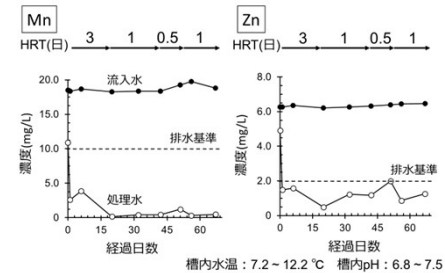 Mn
HRT(日) 3 1 0.5 1
20.0
15.0
10.0
5.0
0.0
濃度(mg/L)
流入水
排水基準
処理水
0 15 30 45 60
経過日数
Zn
HRT(日) 3 1 0.5 1
8.0
6.0
4.0
2.0
0.0
濃度(mg/L)
排水基準
0 15 30 45 60
経過日数
槽内水温:7.2~12.2 ℃ 槽内pH:6.8~7.5